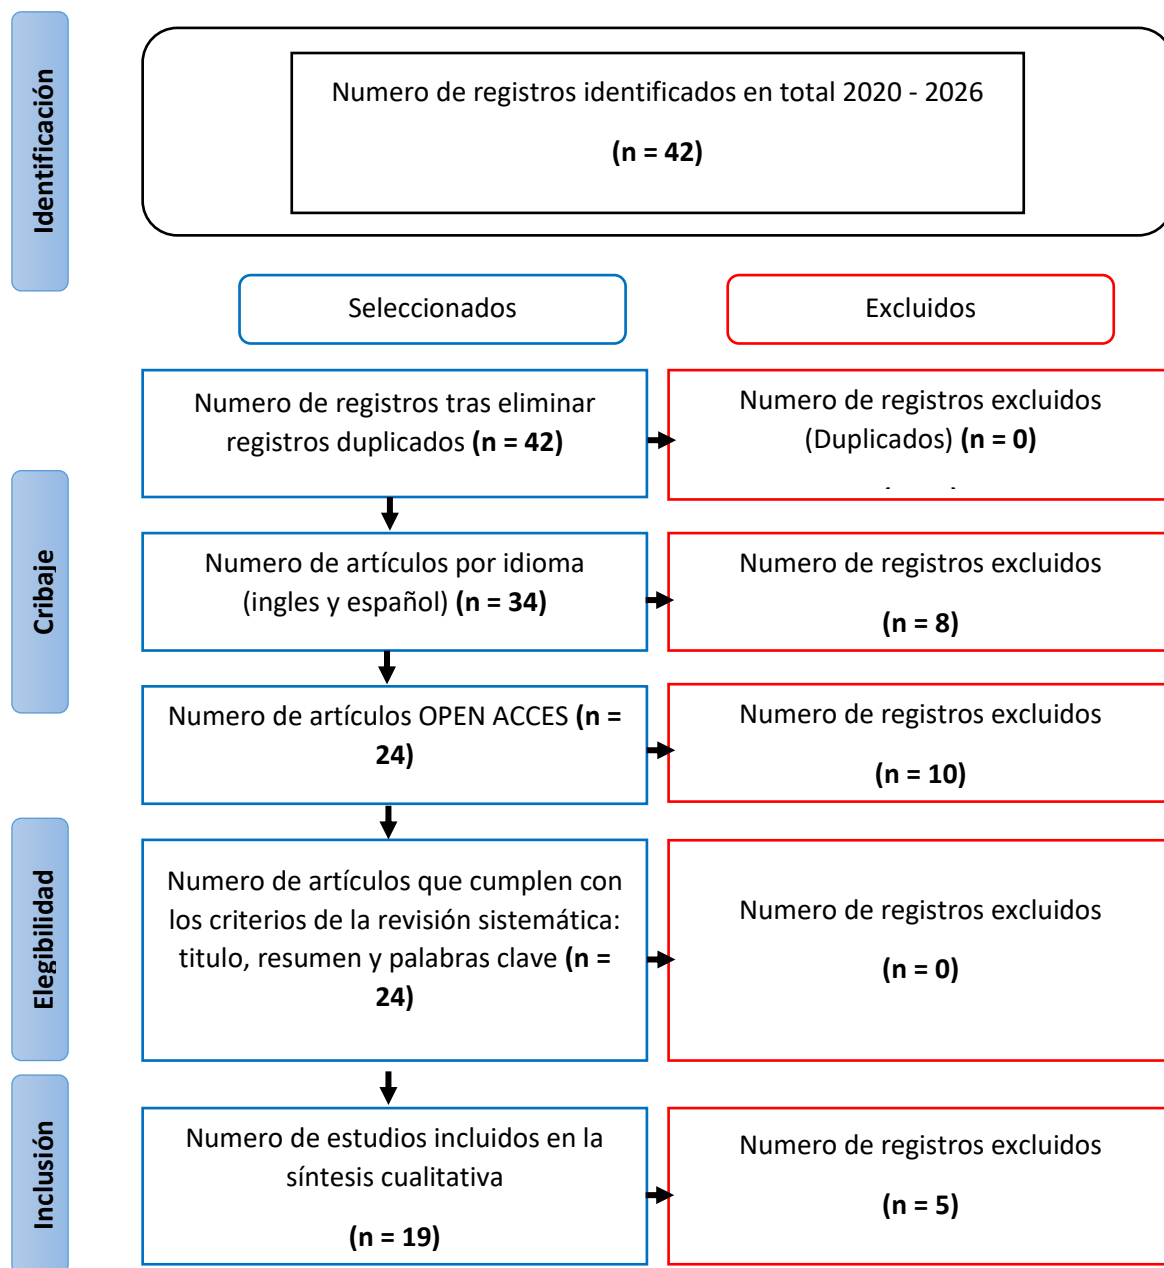 Identificación
Numero de registros identificados en total 2020 - 2026
(n = 42)
Seleccionados
Excluidos
Numero de registros tras eliminar
registros duplicados (n = 42)
Numero de registros excluidos
(Duplicados) (n = 0)
Cribaje
Numero de artículos por idioma
(ingles y español) (n = 34)
Numero de registros excluidos
(n = 8)
Numero de artículos OPEN ACCES (n =
24)
Numero de registros excluidos
(n = 10)
Elegibilidad
Numero de artículos que cumplen con
los criterios de la revisión sistemática:
titulo, resumen y palabras clave (n =
24)
Numero de registros excluidos
(n = 0)
Inclusión
Numero de estudios incluidos en la
síntesis cualitativa
(n = 19)
Numero de registros excluidos
(n = 5)